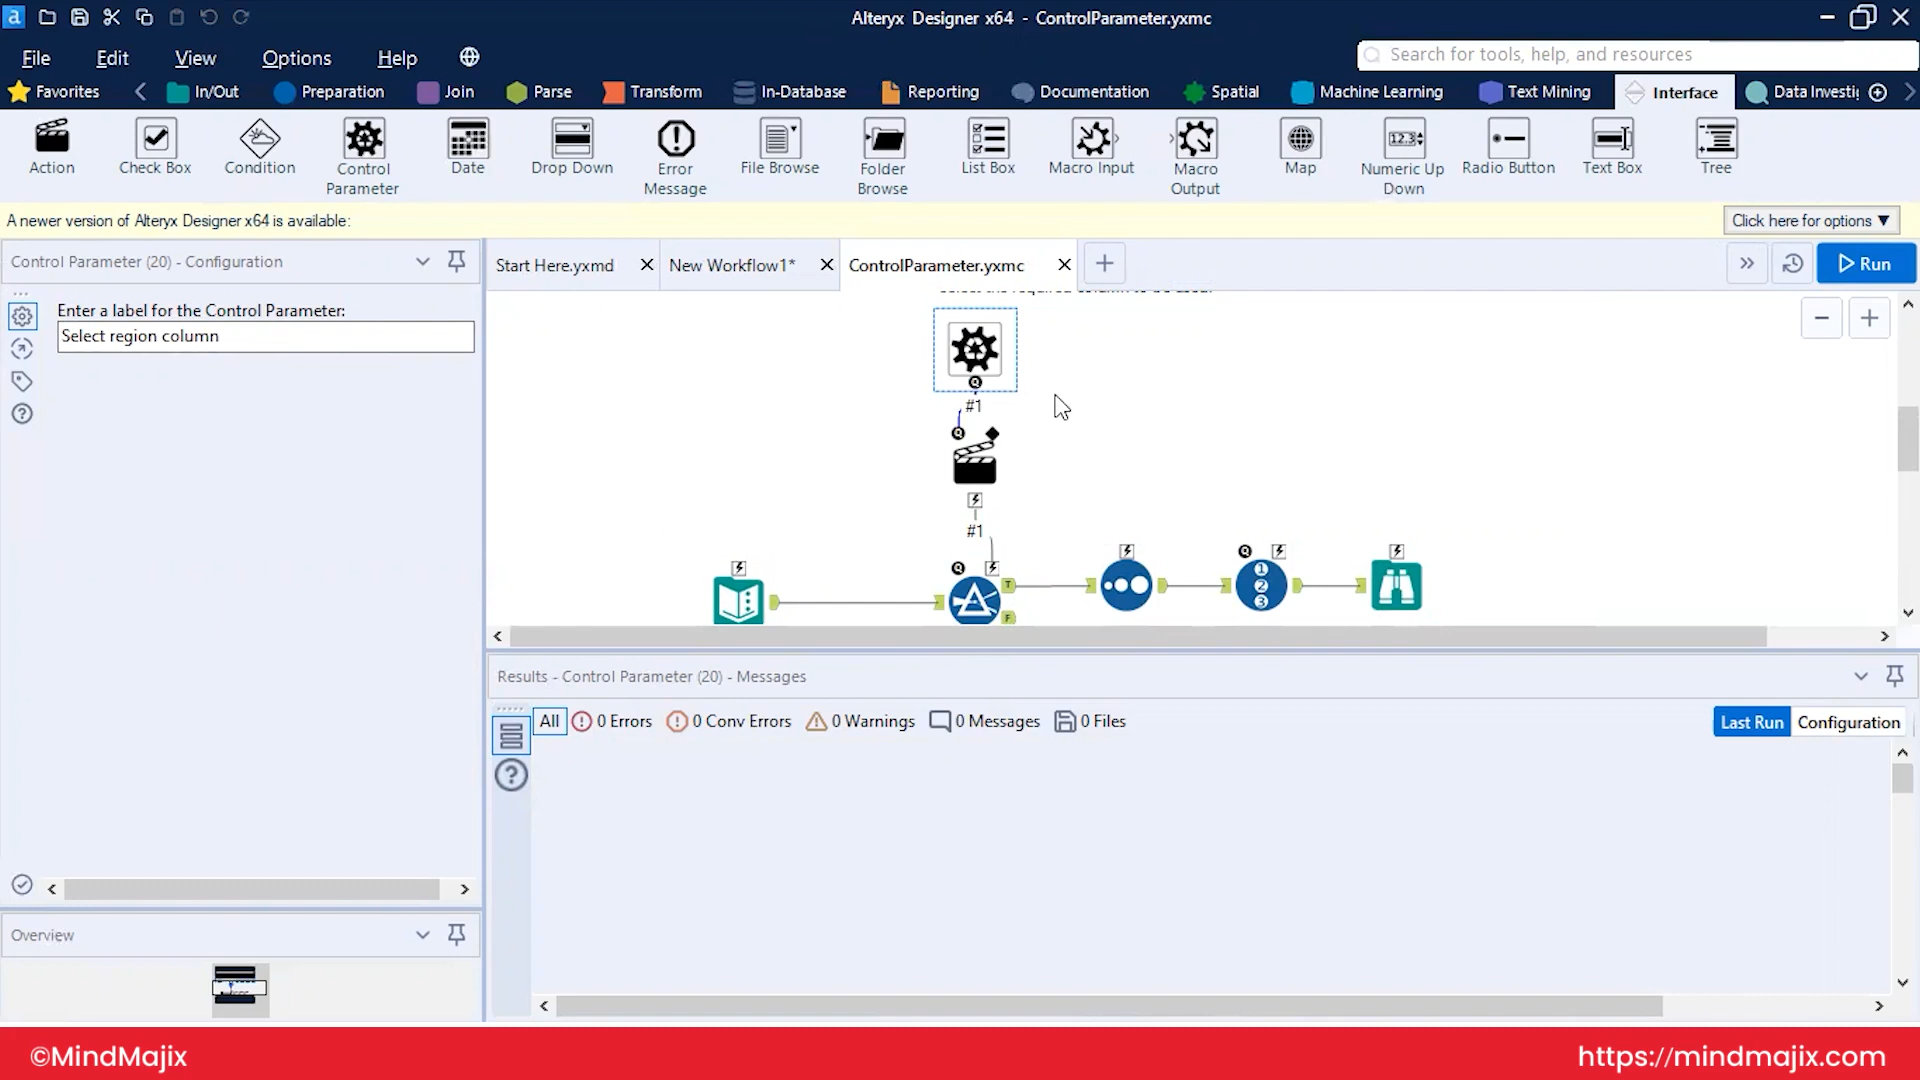 a
Alteryx Designer x64 - ControlParameter.yxmc
File Edit View Options Help
Search for tools, help, and resources
Favorites In/Out Preparation Join Parse Transform In-Database Reporting Documentation Spatial Machine Learning Text Mining Interface Data Investi
Action Check Box Condition Control Parameter Date Drop Down Error Message File Browse Folder Browse List Box Macro Input Macro Output Map Numeric Up Down Radio Button Text Box Tree
12.3
A newer version of Alteryx Designer x64 is available:
Click here for options
Control Parameter (20) - Configuration
Start Here.yxmd
New Workflow1*
ControlParameter.yxmc
Run
Enter a label for the Control Parameter:
Select region column
#1
#1
T
F
1
2
3
Results - Control Parameter (20) - Messages
All 0 Errors 0 Conv Errors 0 Warnings 0 Messages 0 Files
Last Run Configuration
Overview
©MindMajix
https://mindmajix.com